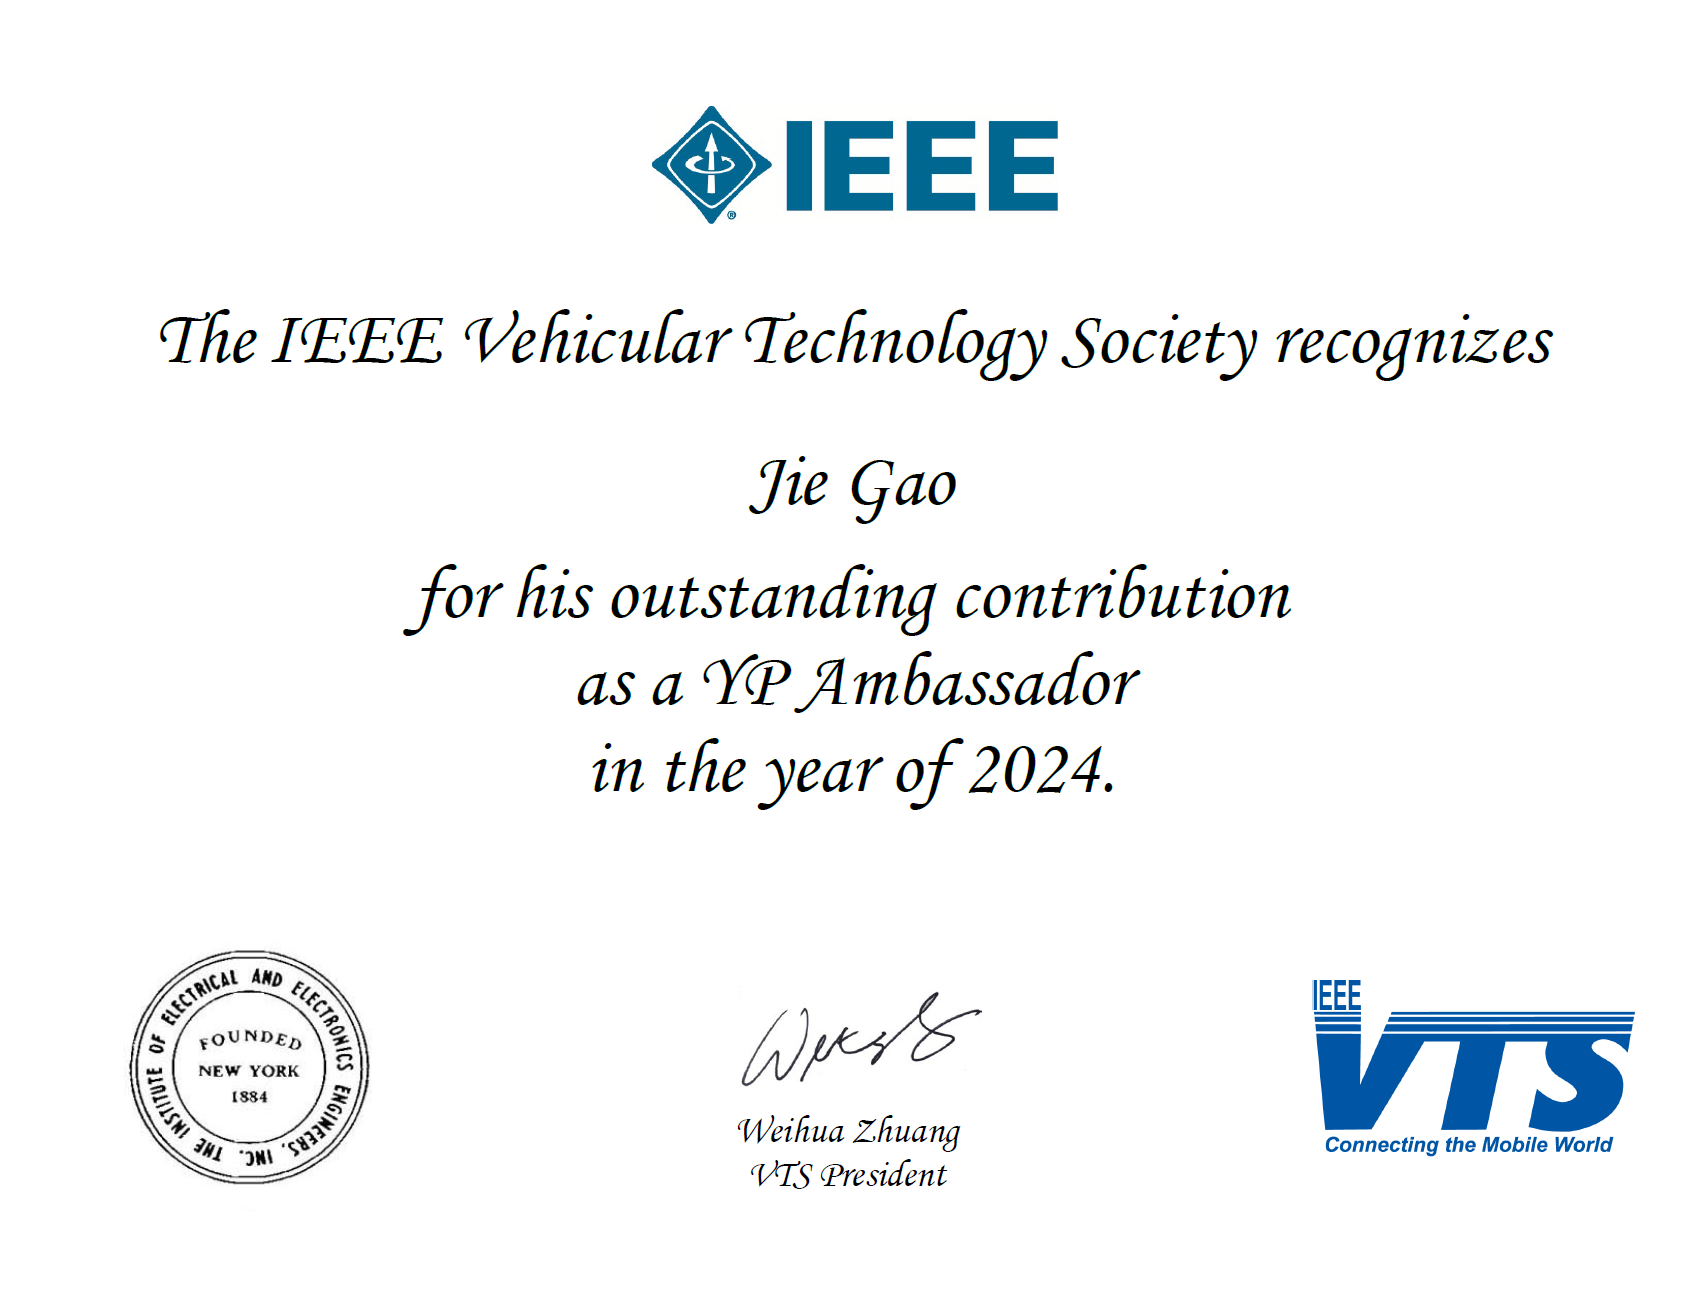 IEEE
®
The IEEE Vehicular Technology Society recognizes
Jie Gao
for his outstanding contribution
as a YP Ambassador
in the year of 2024.
THE INSTITUTE OF ELECTRICAL AND ELECTRONICS ENGINEERS, INC.
FOUNDED
NEW YORK
1884
Weihua Zhuang
VTS President
IEEE
VTS
Connecting the Mobile World